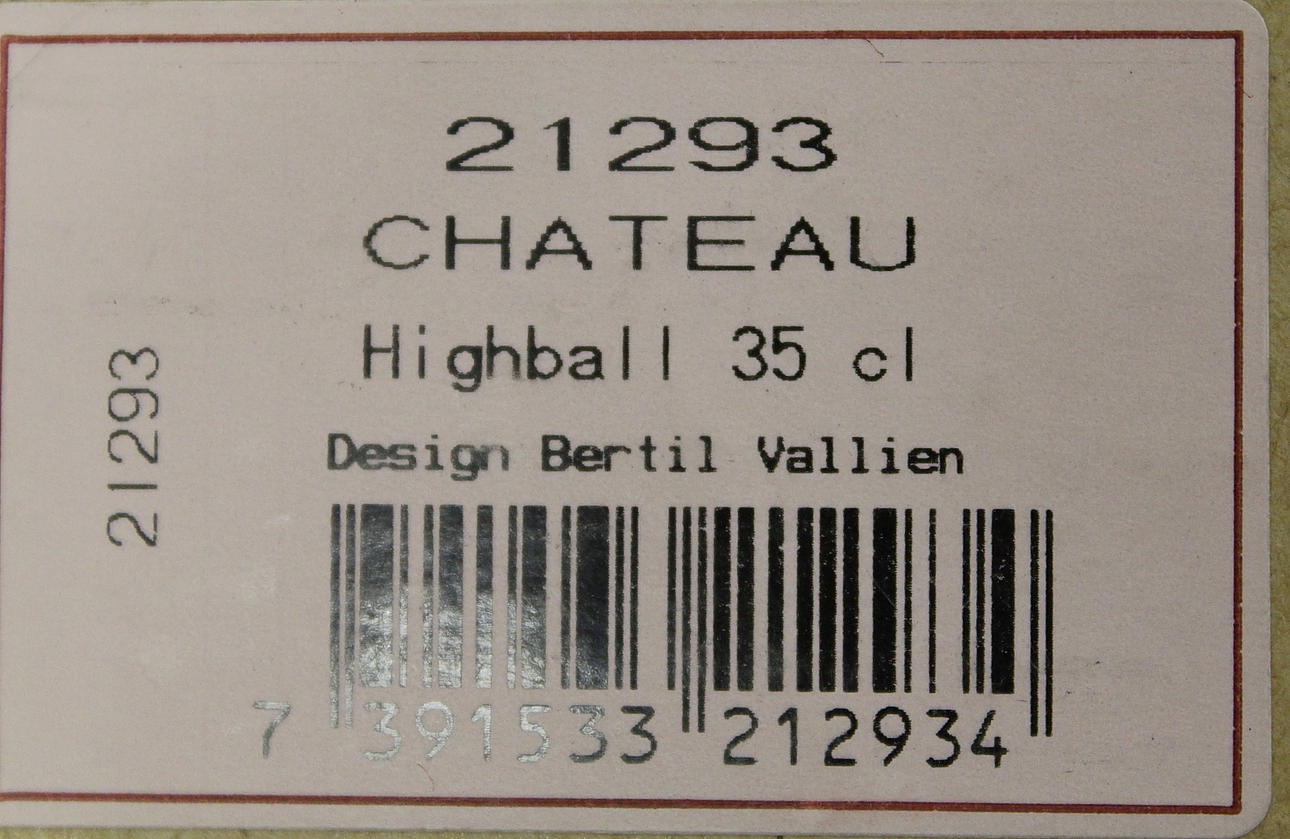 21293
CHATEAU
Highball 35 cl
Design Bertil Vallien
7 391533 212934
21293